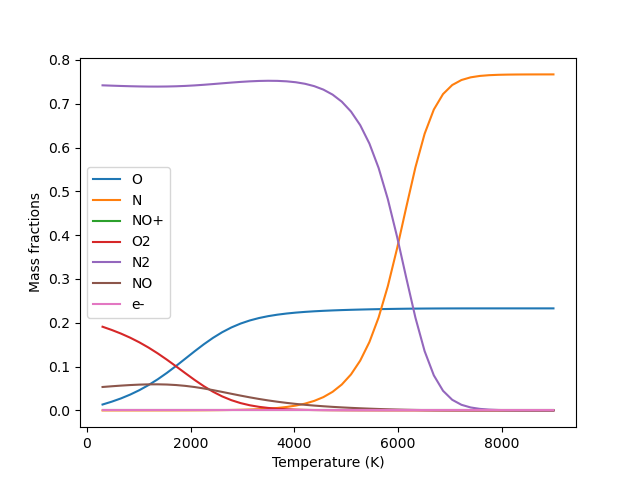 0.8
0.7
0.6
0.5
0.4
0.3
0.2
0.1
0.0
Mass fractions
O
N
NO+
O2
N2
NO
e-
0 2000 4000 6000 8000
Temperature (K)